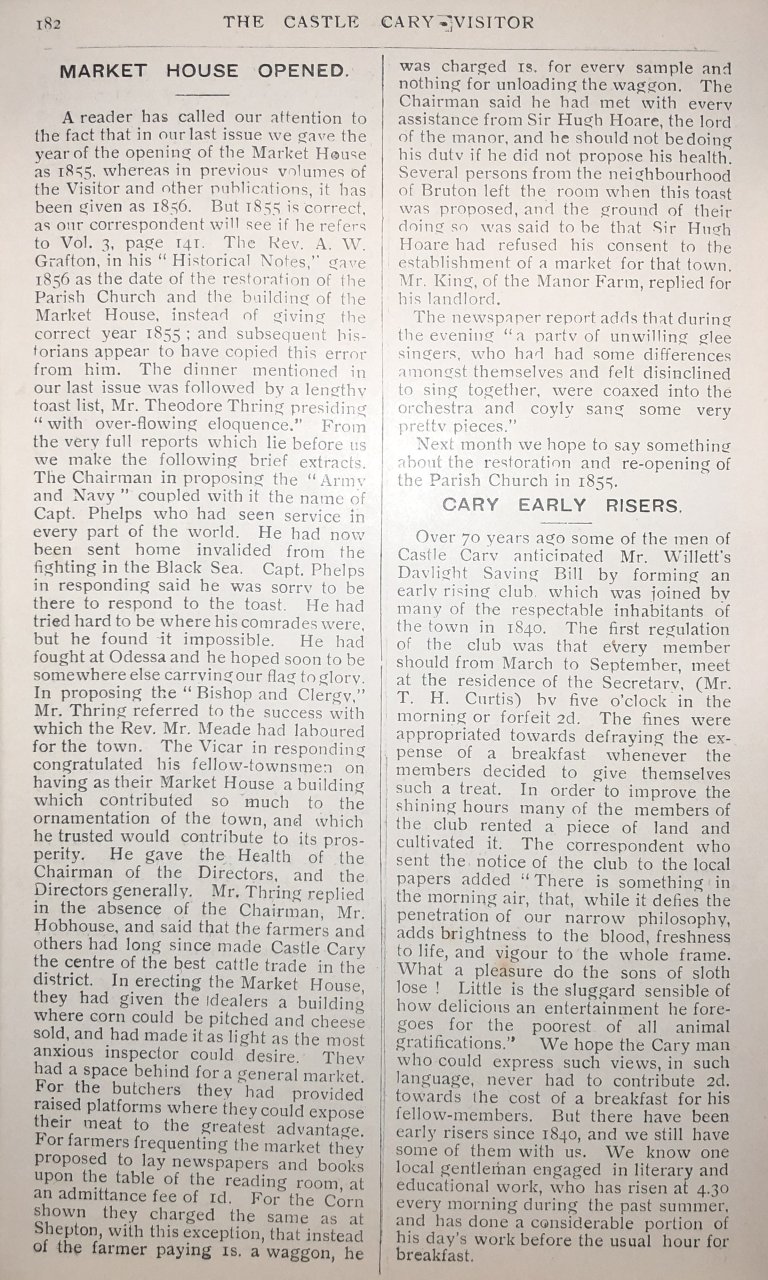 182
THE CASTLE CARY VISITOR
MARKET HOUSE OPENED.
A reader has called our attention to
the fact that in our last issue we gave the
year of the opening of the Market House
as 1855, whereas in previous volumes of
the Visitor and other publications, it has
been given as 1856. But 1855 is correct,
as our correspondent will see if he refers
to Vol. 3, page 141. The Rev. A. W.
Grafton, in his " Historical Notes," gave
1856 as the date of the restoration of the
Parish Church and the building of the
Market House, instead of giving the
correct year 1855 ; and subsequent his-
torians appear to have copied this error
from him. The dinner mentioned in
our last issue was followed by a lengthy
toast list, Mr. Theodore Thring presiding
" with over-flowing eloquence." From
the very full reports which lie before us
we make the following brief extracts.
The Chairman in proposing the " Army
and Navy " coupled with it the name of
Capt. Phelps who had seen service in
every part of the world. He had now
been sent home invalided from the
fighting in the Black Sea. Capt. Phelps
in responding said he was sorry to be
there to respond to the toast. He had
tried hard to be where his comrades were,
but he found it impossible. He had
fought at Odessa and he hoped soon to be
somewhere else carrying our flag to glory.
In proposing the " Bishop and Clergy,"
Mr. Thring referred to the success with
which the Rev. Mr. Meade had laboured
for the town. The Vicar in responding
congratulated his fellow-townsmen on
having as their Market House a building
which contributed so much to the
ornamentation of the town, and which
he trusted would contribute to its pros-
perity. He gave the Health of the
Chairman of the Directors, and the
Directors generally. Mr. Thring replied
in the absence of the Chairman, Mr.
Hobhouse, and said that the farmers and
others had long since made Castle Cary
the centre of the best cattle trade in the
district. In erecting the Market House,
they had given the dealers a building
where corn could be pitched and cheese
sold, and had made it as light as the most
anxious inspector could desire. They
had a space behind for a general market.
For the butchers they had provided
raised platforms where they could expose
their meat to the greatest advantage.
For farmers frequenting the market they
proposed to lay newspapers and books
upon the table of the reading room, at
an admittance fee of 1d. For the Corn
shown they charged the same as at
Shepton, with this exception, that instead
of the farmer paying 1s. a waggon, he
was charged 1s. for every sample and
nothing for unloading the waggon. The
Chairman said he had met with every
assistance from Sir Hugh Hoare, the lord
of the manor, and he should not be doing
his duty if he did not propose his health.
Several persons from the neighbourhood
of Bruton left the room when this toast
was proposed, and the ground of their
doing so was said to be that Sir Hugh
Hoare had refused his consent to the
establishment of a market for that town.
Mr. King, of the Manor Farm, replied for
his landlord.
The newspaper report adds that during
the evening " a party of unwilling glee
singers, who had had some differences
amongst themselves and felt disinclined
to sing together, were coaxed into the
orchestra and coyly sang some very
pretty pieces."
Next month we hope to say something
about the restoration and re-opening of
the Parish Church in 1855.
CARY EARLY RISERS.
Over 70 years ago some of the men of
Castle Cary anticipated Mr. Willett's
Daylight Saving Bill by forming an
early rising club which was joined by
many of the respectable inhabitants of
the town in 1840. The first regulation
of the club was that every member
should from March to September, meet
at the residence of the Secretary, (Mr.
T. H. Curtis) by five o'clock in the
morning or forfeit 2d. The fines were
appropriated towards defraying the ex-
pense of a breakfast whenever the
members decided to give themselves
such a treat. In order to improve the
shining hours many of the members of
the club rented a piece of land and
cultivated it. The correspondent who
sent the notice of the club to the local
papers added " There is something in
the morning air, that, while it defies the
penetration of our narrow philosophy,
adds brightness to the blood, freshness
to life, and vigour to the whole frame.
What a pleasure do the sons of sloth
lose ! Little is the sluggard sensible of
how delicious an entertainment he fore-
goes for the poorest of all animal
gratifications." We hope the Cary man
who could express such views, in such
language, never had to contribute 2d.
towards the cost of a breakfast for his
fellow-members. But there have been
early risers since 1840, and we still have
some of them with us. We know one
local gentleman engaged in literary and
educational work, who has risen at 4.30
every morning during the past summer,
and has done a considerable portion of
his day's work before the usual hour for
breakfast.